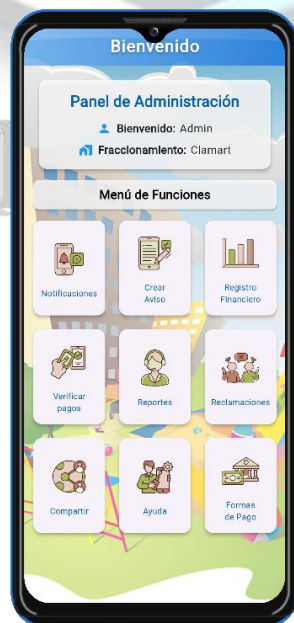 Bienvenido
Panel de Administración
Bienvenido: Admin
Fraccionamiento: Clamart
Menú de Funciones
Notificaciones
Crear
Aviso
Registro
Financiero
Verificar
pagos
Reportes
Reclamaciones
Compartir
Ayuda
Formas
de Pago